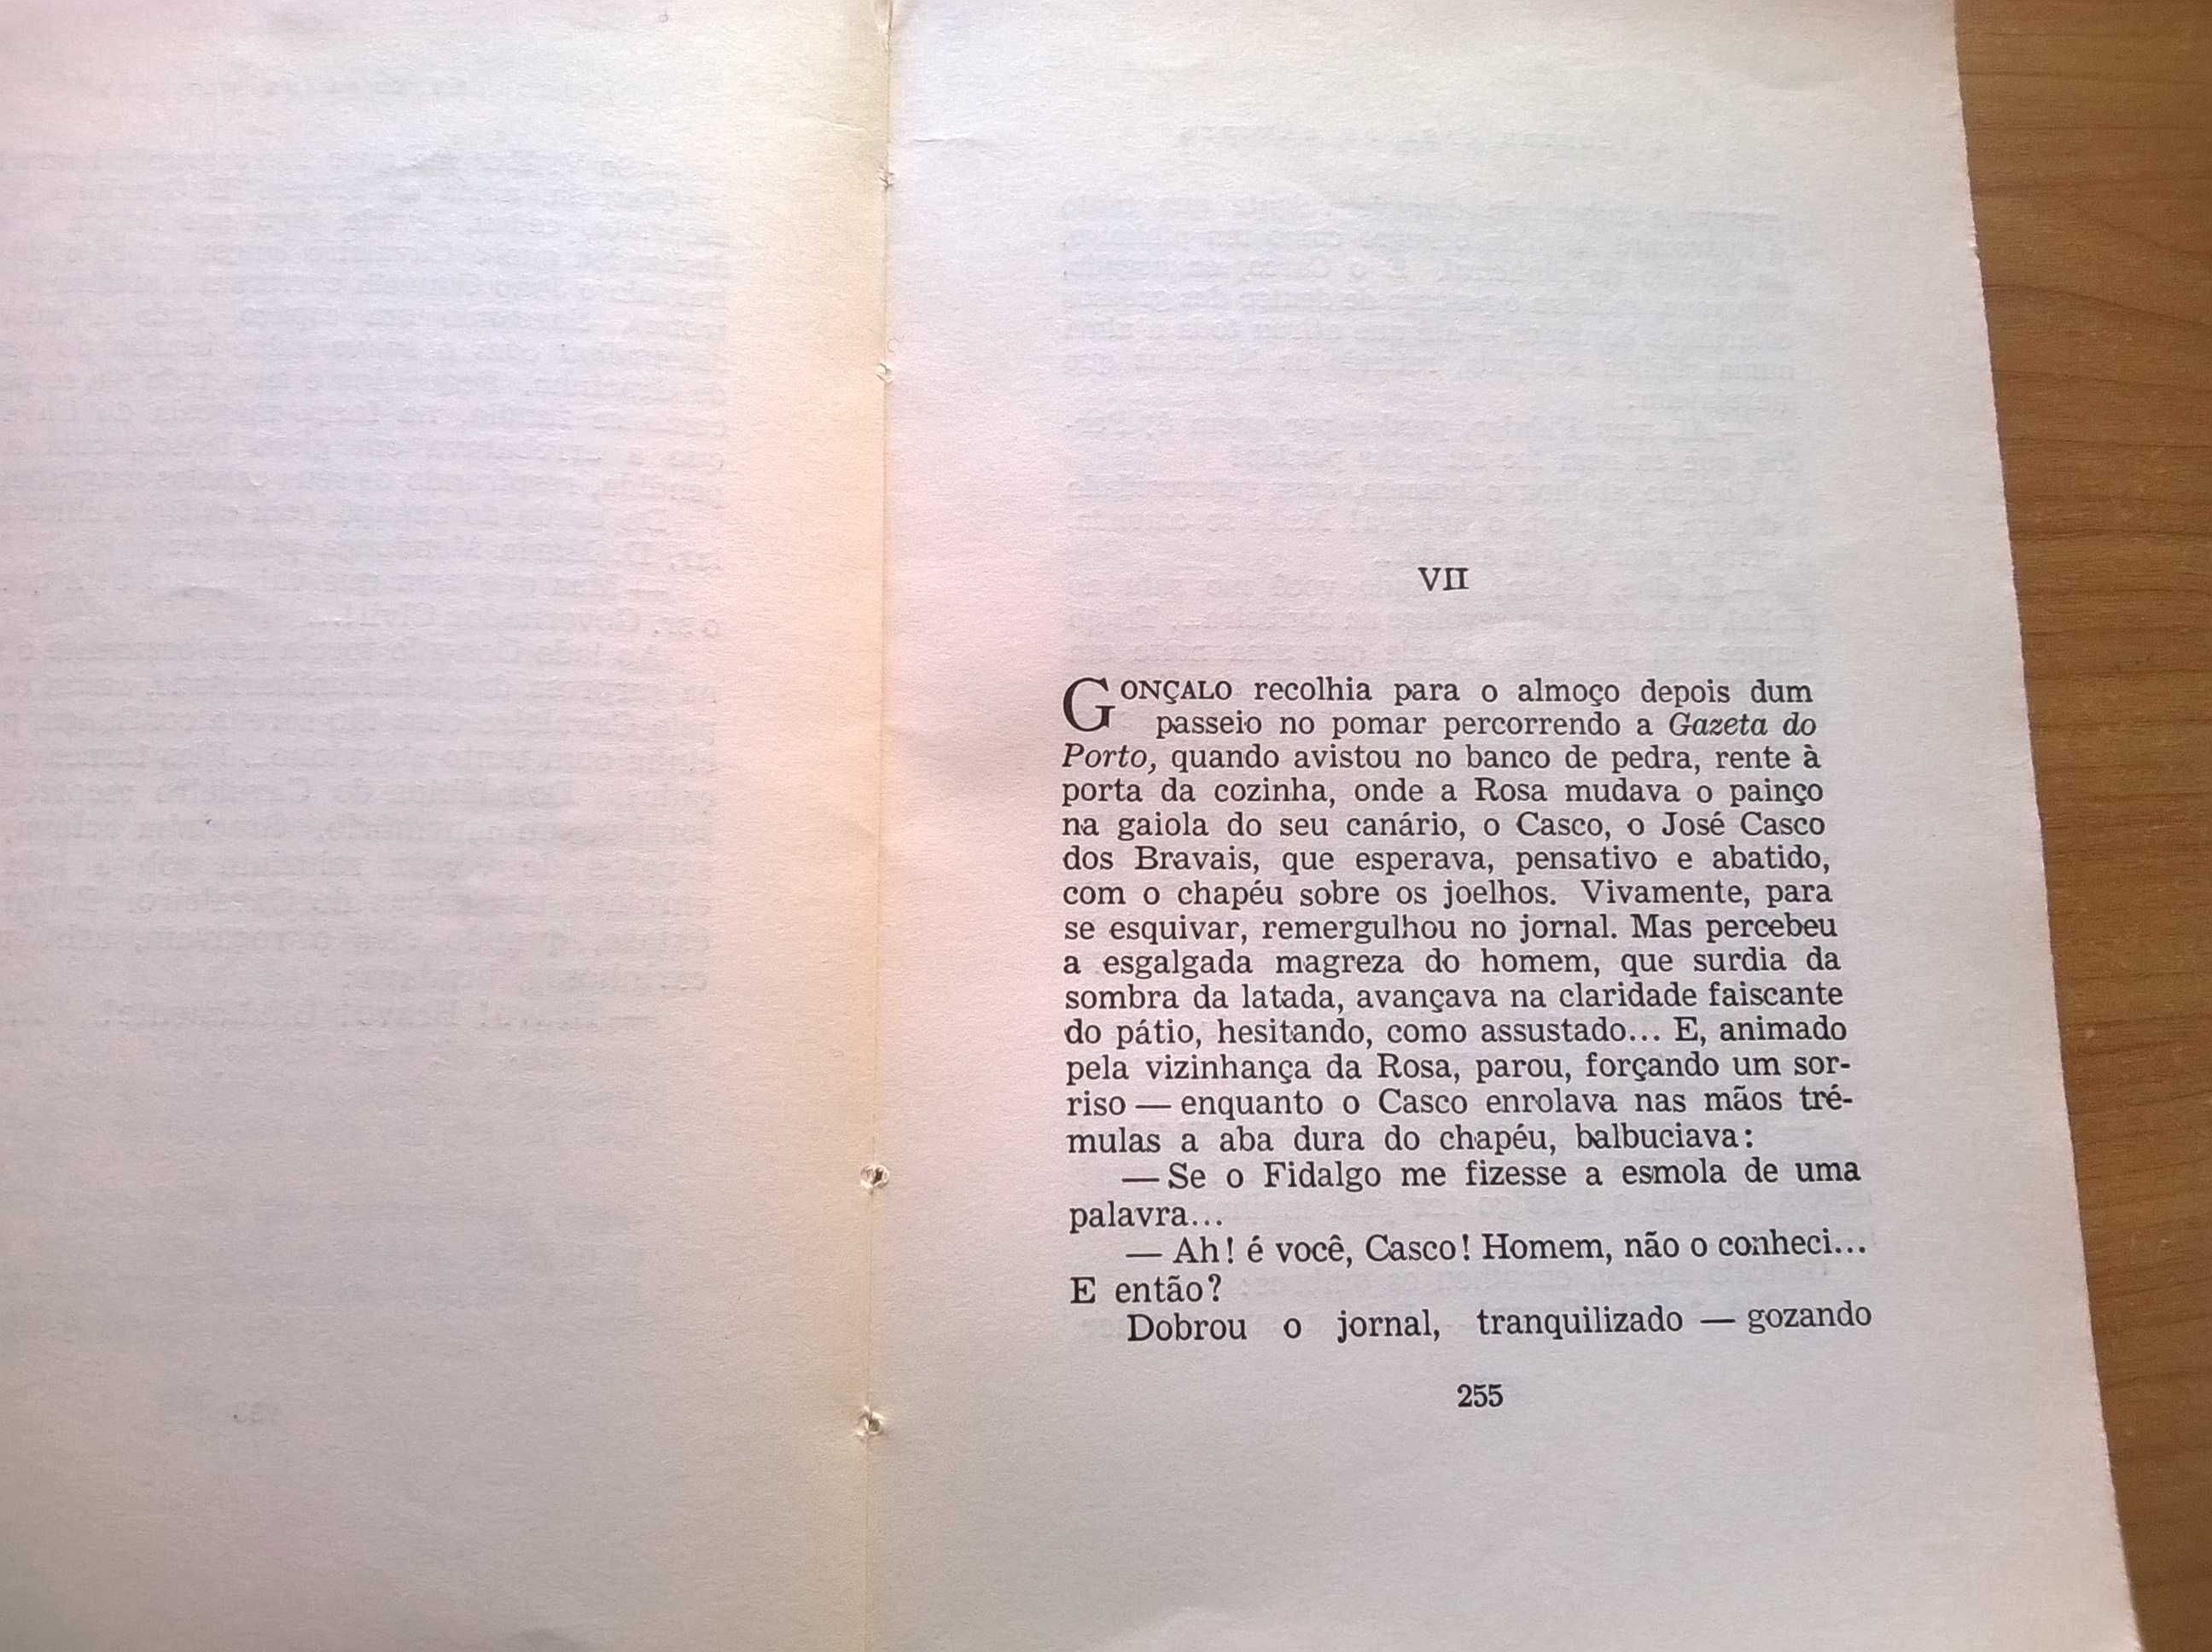 VII
GONÇALO recolhia para o almoço depois dum
passeio no pomar percorrendo a Gazeta do
Porto, quando avistou no banco de pedra, rente à
porta da cozinha, onde a Rosa mudava o painço
na gaiola do seu canário, o Casco, o José Casco
dos Bravais, que esperava, pensativo e abatido,
com o chapéu sobre os joelhos. Vivamente, para
se esquivar, remergulhou no jornal. Mas percebeu
a esgalgada magreza do homem, que surdia da
sombra da latada, avançava na claridade faiscante
do pátio, hesitando, como assustado... E, animado
pela vizinhança da Rosa, parou, forçando um sor-
riso — enquanto o Casco enrolava nas mãos tré-
mulas a aba dura do chapéu, balbuciava:
— Se o Fidalgo me fizesse a esmola de uma
palavra...
— Ah! é você, Casco! Homem, não o conheci...
E então?
Dobrou o jornal, tranquilizado — gozando
255